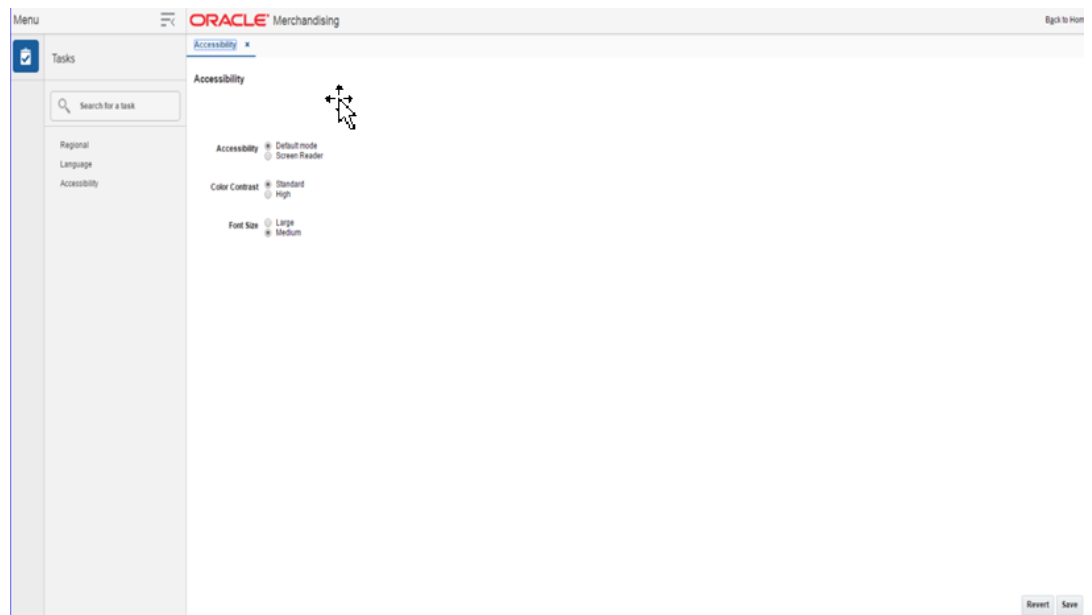 Menu
ORACLE® Merchandising
Back to Hom
Tasks
Accessibility x
Accessibility
Search for a task
Regional
Language
Accessibility
Accessibility
Default mode
Screen Reader
Color Contrast
Standard
High
Font Size
Large
Medium
Revert
Save